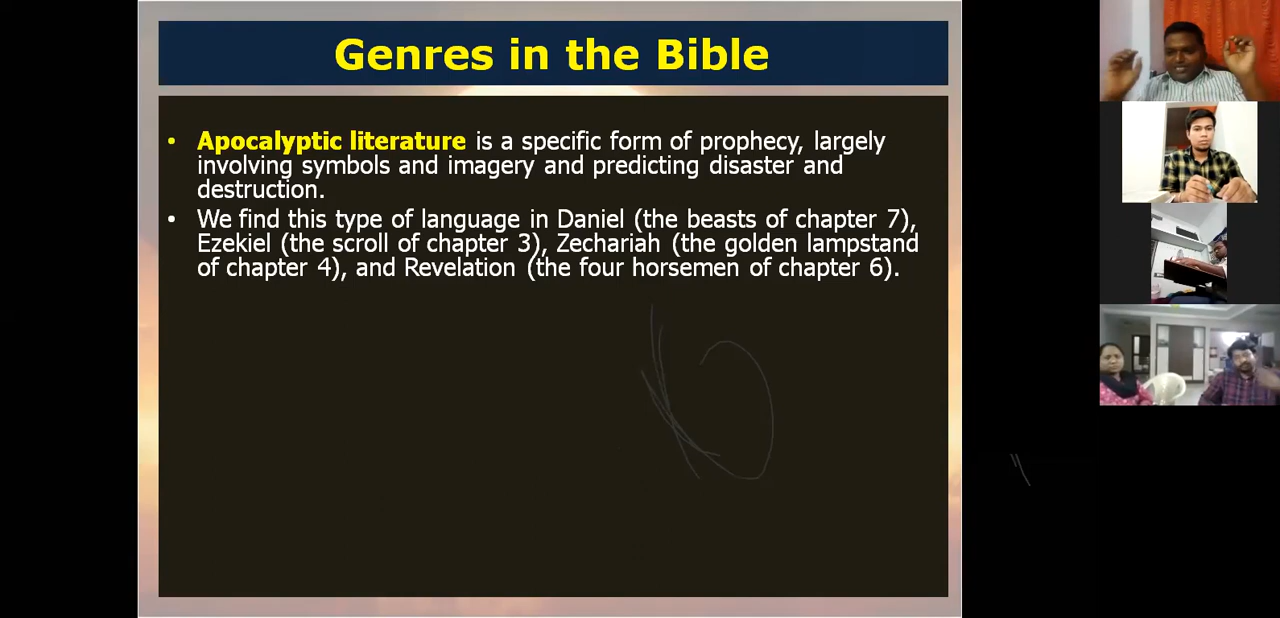 Genres in the Bible
• Apocalyptic literature is a specific form of prophecy, largely
involving symbols and imagery and predicting disaster and
destruction.
• We find this type of language in Daniel (the beasts of chapter 7),
Ezekiel (the scroll of chapter 3), Zechariah (the golden lampstand
of chapter 4), and Revelation (the four horsemen of chapter 6).